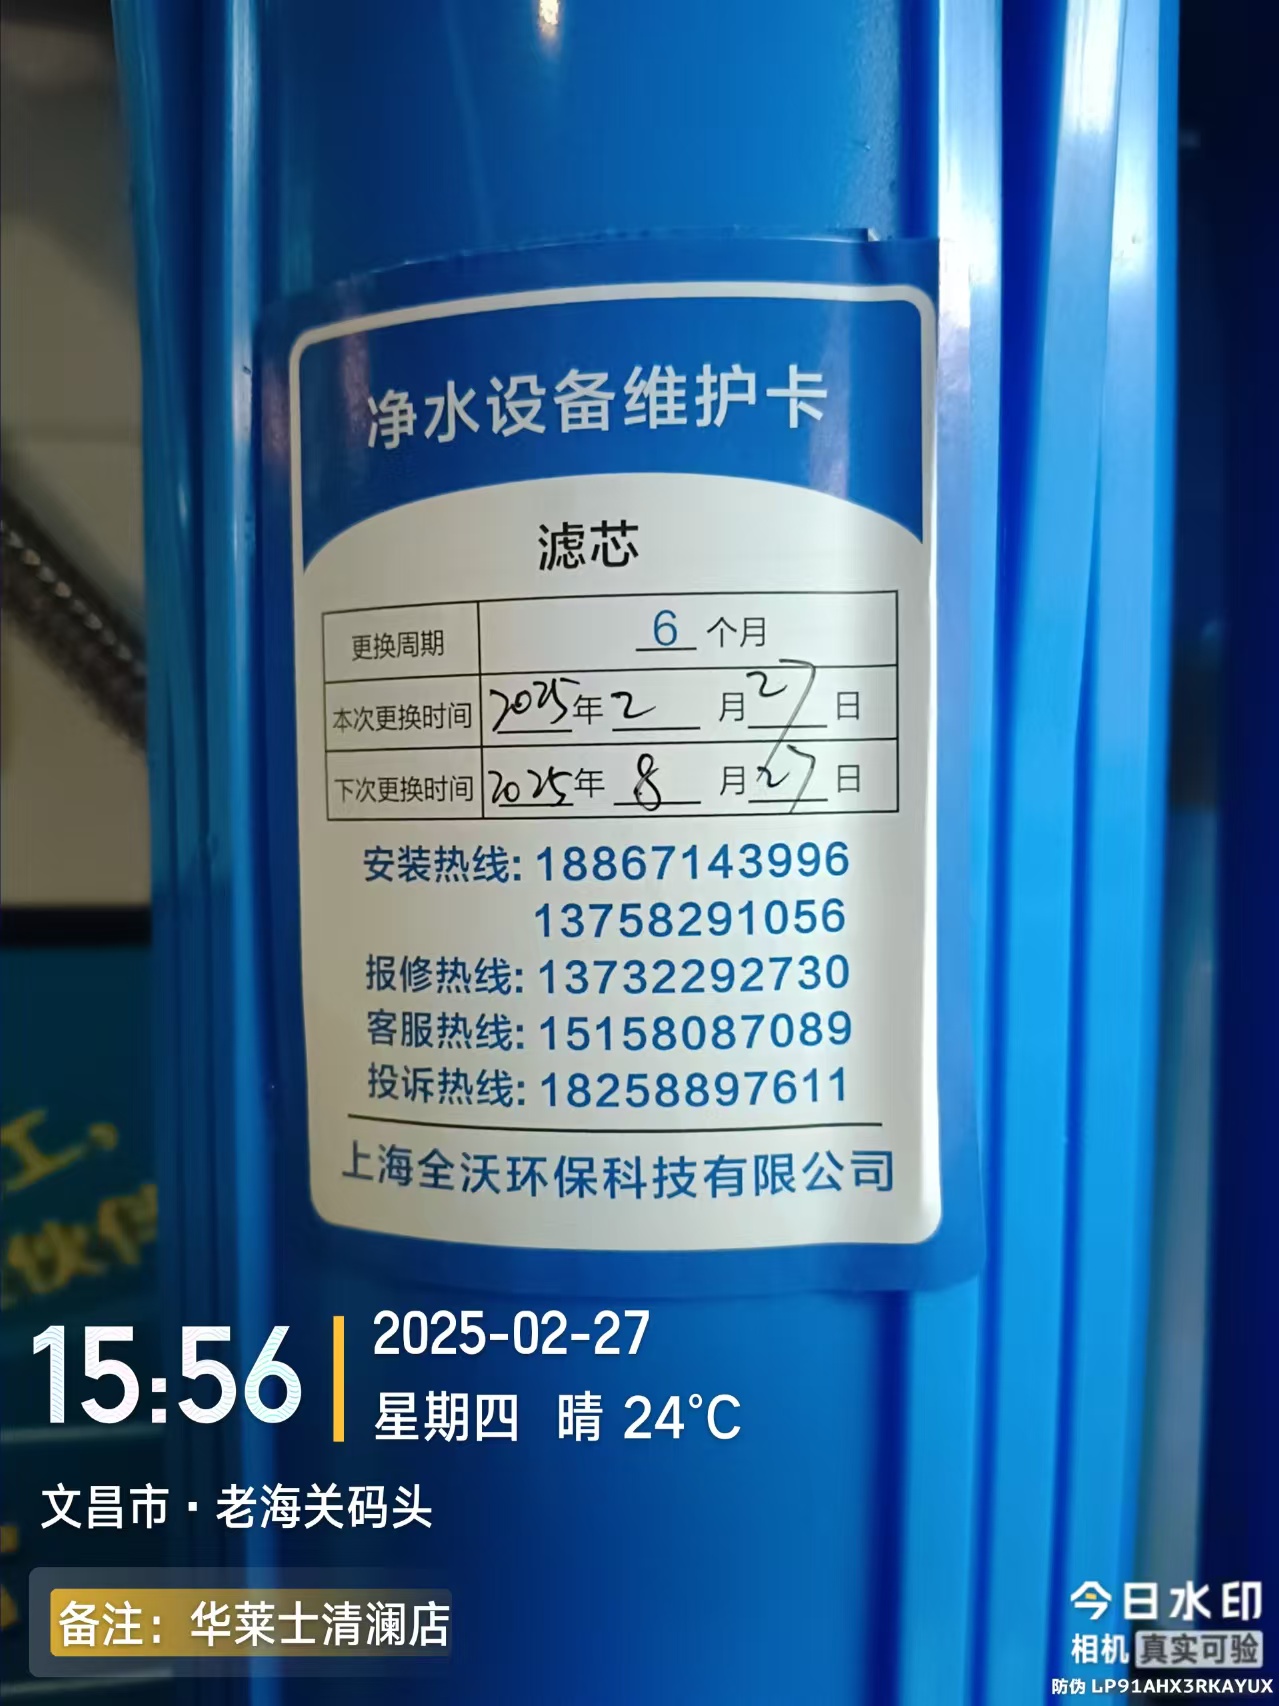 净水设备维护卡
滤芯
更换周期 6 个月
本次更换时间 2025年 2 月 27 日
下次更换时间 2025年 8 月 27 日
安装热线: 18867143996
13758291056
报修热线: 13732292730
客服热线: 15158087089
投诉热线: 18258897611
上海全沃环保科技有限公司
工,
伙伴
15:56
2025-02-27
星期四 晴 24°C
文昌市·老海关码头
备注：华莱士清澜店
今日水印
相机 真实可验
防伪 LP91AHX3RKAYUX